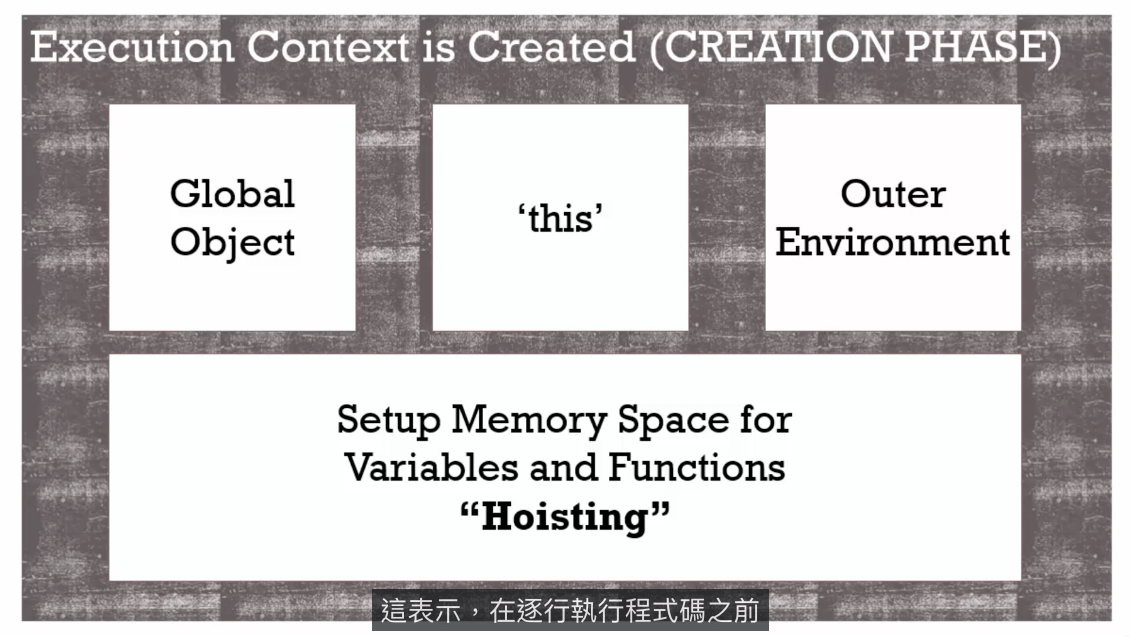 Execution Context is Created (CREATION PHASE)
Global
Object
‘this’
Outer
Environment
Setup Memory Space for
Variables and Functions
“Hoisting”
這表示，在逐行執行程式碼之前